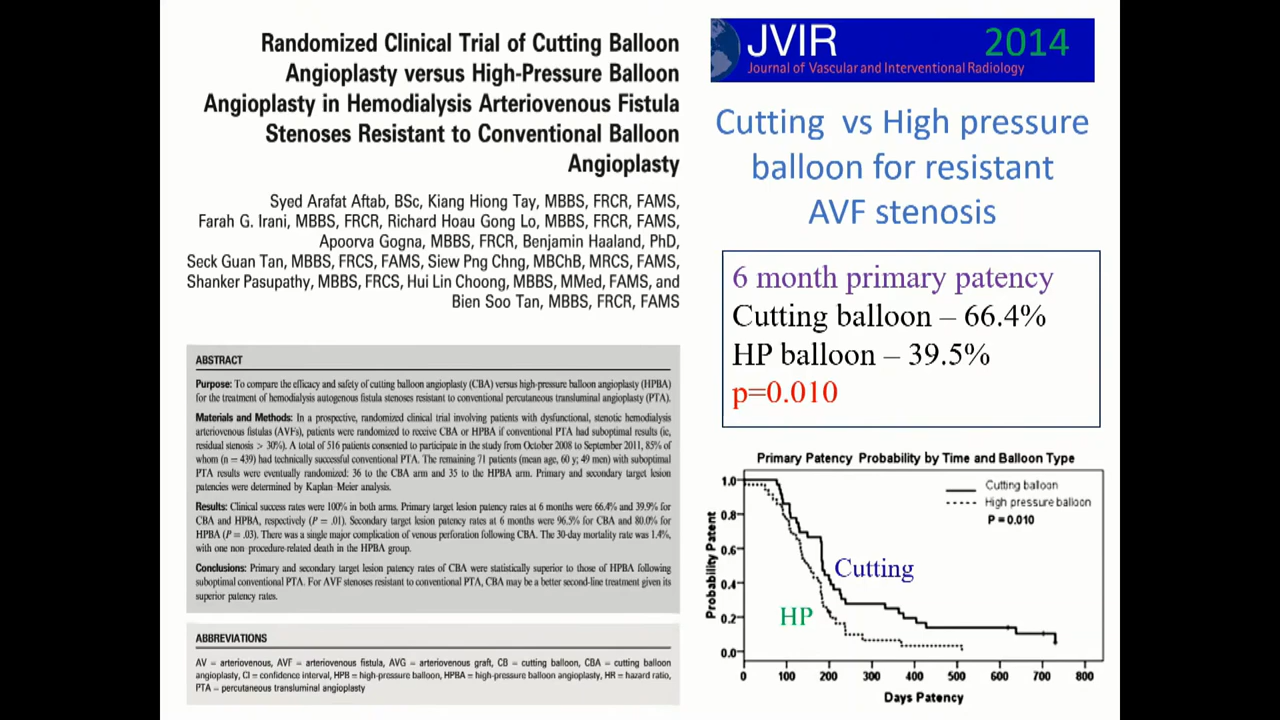 Randomized Clinical Trial of Cutting Balloon
Angioplasty versus High-Pressure Balloon
Angioplasty in Hemodialysis Arteriovenous Fistula
Stenoses Resistant to Conventional Balloon
Angioplasty
Syed Arafat Aftab, BSc, Kiang Hiong Tay, MBBS, FRCR, FAMS,
Farah G. Irani, MBBS, FRCR, Richard Hoau Gong Lo, MBBS, FRCR, FAMS,
Apoorva Gogna, MBBS, FRCR, Benjamin Haaland, PhD,
Seck Guan Tan, MBBS, FRCS, FAMS, Siew Png Chng, MBChB, MRCS, FAMS,
Shanker Pasupathy, MBBS, FRCS, Hui Lin Choong, MBBS, MMed, FAMS, and
Bien Soo Tan, MBBS, FRCR, FAMS
ABSTRACT
Purpose: To compare the efficacy and safety of cutting balloon angioplasty (CBA) versus high-pressure balloon angioplasty (HPBA)
for the treatment of hemodialysis autogenous fistula stenoses resistant to conventional percutaneous transluminal angioplasty (PTA).
Materials and Methods: In a prospective, randomized clinical trial involving patients with dysfunctional, stenotic hemodialysis
arteriovenous fistulas (AVFs), patients were randomized to receive CBA or HPBA if conventional PTA had suboptimal results (ie,
residual stenosis > 30%). A total of 516 patients consented to participate in the study from October 2008 to September 2011, 85% of
whom (n = 439) had technically successful conventional PTA. The remaining 71 patients (mean age, 60 y; 49 men) with suboptimal
PTA results were eventually randomized: 36 to the CBA arm and 35 to the HPBA arm. Primary and secondary target lesion
patencies were determined by Kaplan–Meier analysis.
Results: Clinical success rates were 100% in both arms. Primary target lesion patency rates at 6 months were 66.4% and 39.9% for
CBA and HPBA, respectively (P = .01). Secondary target lesion patency rates at 6 months were 96.5% for CBA and 80.0% for
HPBA (P = .03). There was a single major complication of venous perforation following CBA. The 30-day mortality rate was 1.4%,
with one non procedure-related death in the HPBA group.
Conclusions: Primary and secondary target lesion patency rates of CBA were statistically superior to those of HPBA following
suboptimal conventional PTA. For AVF stenoses resistant to conventional PTA, CBA may be a better second-line treatment given its
superior patency rates.
ABBREVIATIONS
AV = arteriovenous, AVF = arteriovenous fistula, AVG = arteriovenous graft, CB = cutting balloon, CBA = cutting balloon
angioplasty, CI = confidence interval, HPB = high-pressure balloon, HPBA = high-pressure balloon angioplasty, HR = hazard ratio,
PTA = percutaneous transluminal angioplasty
JVIR 2014
Journal of Vascular and Interventional Radiology
Cutting vs High pressure
balloon for resistant
AVF stenosis
6 month primary patency
Cutting balloon – 66.4%
HP balloon – 39.5%
p=0.010
Primary Patency Probability by Time and Balloon Type
Cutting balloon
High pressure balloon
P = 0.010
Probability Patent
1.0
0.8
0.6
0.4
0.2
0.0
Cutting
HP
0 100 200 300 400 500 600 700 800
Days Patency